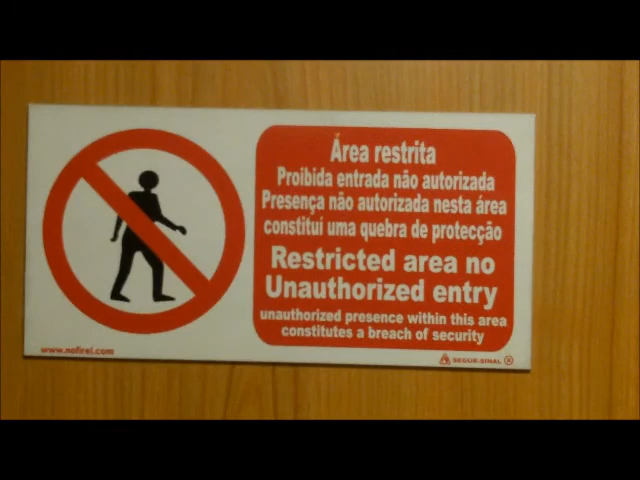 Área restrita
Proibida entrada não autorizada
Presença não autorizada nesta área
constituí uma quebra de protecção
Restricted area no
Unauthorized entry
unauthorized presence within this area
constitutes a breach of security
www.nofirel.com
SEGUR-SINAL